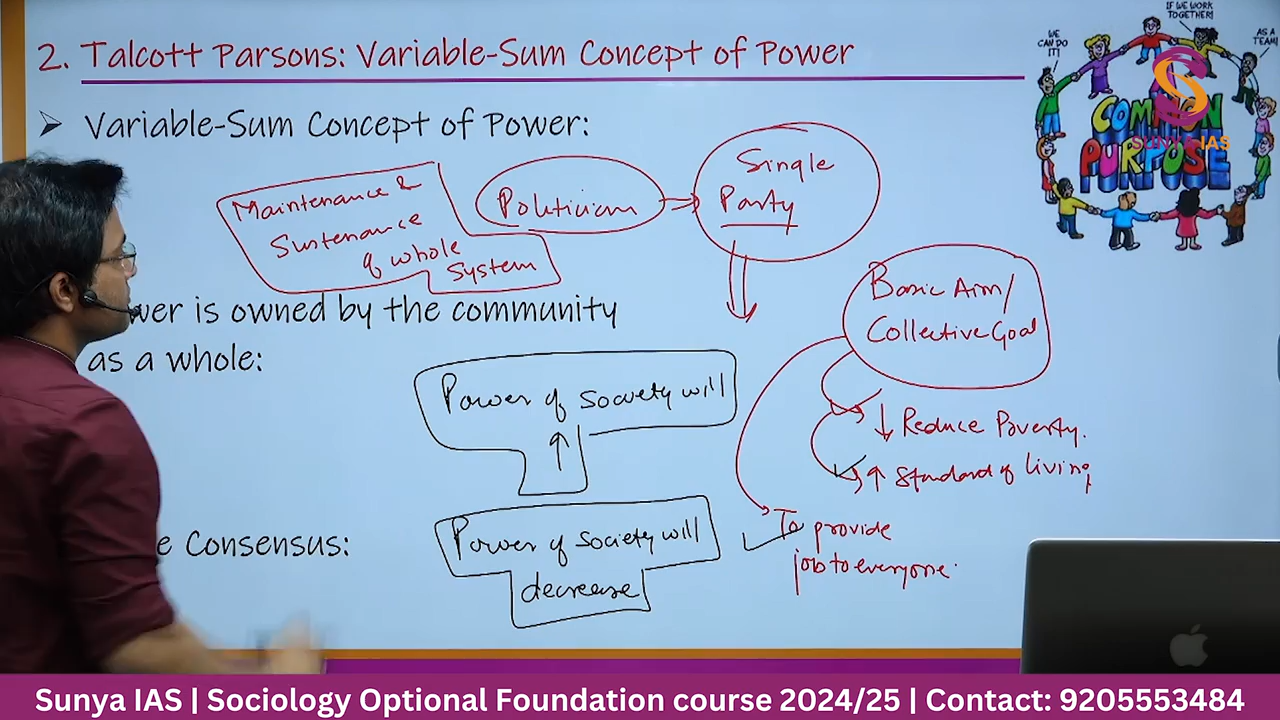 2. Talcott Parsons: Variable-Sum Concept of Power
WE
CAN DO
IT!
IF WE WORK
TOGETHER!
AS A
TEAM!
COMMON
PURPOSE
SUNYA IAS
➢ Variable-Sum Concept of Power:
Maintenance &
Sustenance
of whole
System
Politician
Single
Party
Basic Aim/
Collective Goal
wer is owned by the community
as a whole:
Power of society will
↑
↓ Reduce Poverty.
↑ Standard of living
To provide
job to everyone.
e Consensus:
Power of society will
decrease
Sunya IAS | Sociology Optional Foundation course 2024/25 | Contact: 9205553484